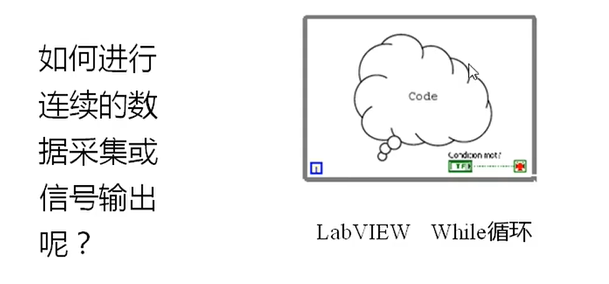 如何进行
连续的数
据采集或
信号输出
呢？
Code
Condition met?
TF
i
LabVIEW While循环